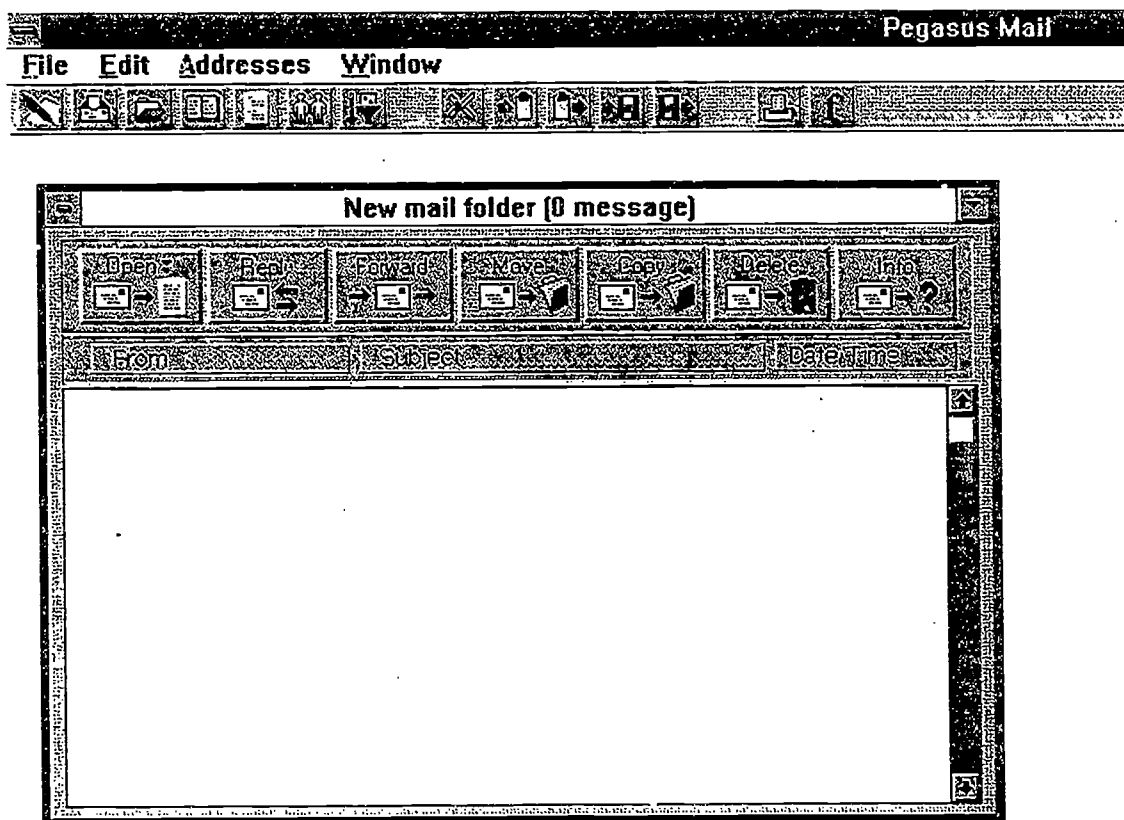 Pegasus Mail
File Edit Addresses Window
New mail folder (0 message)
Open Reply Forward Move Copy Delete Info
From Subject Date/Time